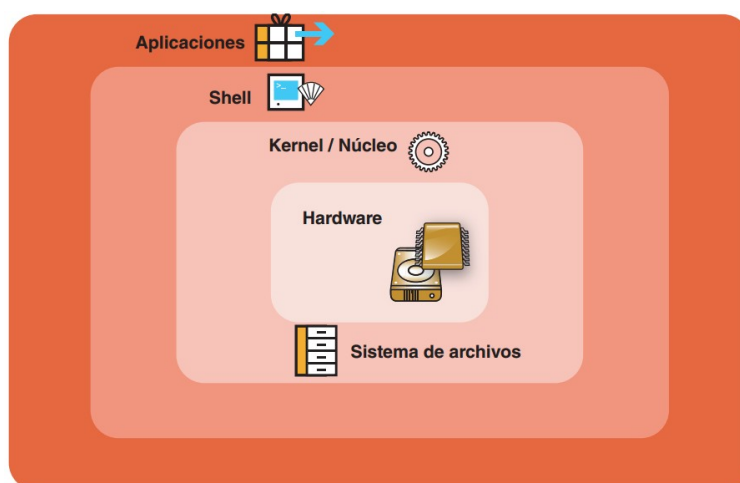 Aplicaciones
Shell
>_
Kernel / Núcleo
Hardware
Sistema de archivos